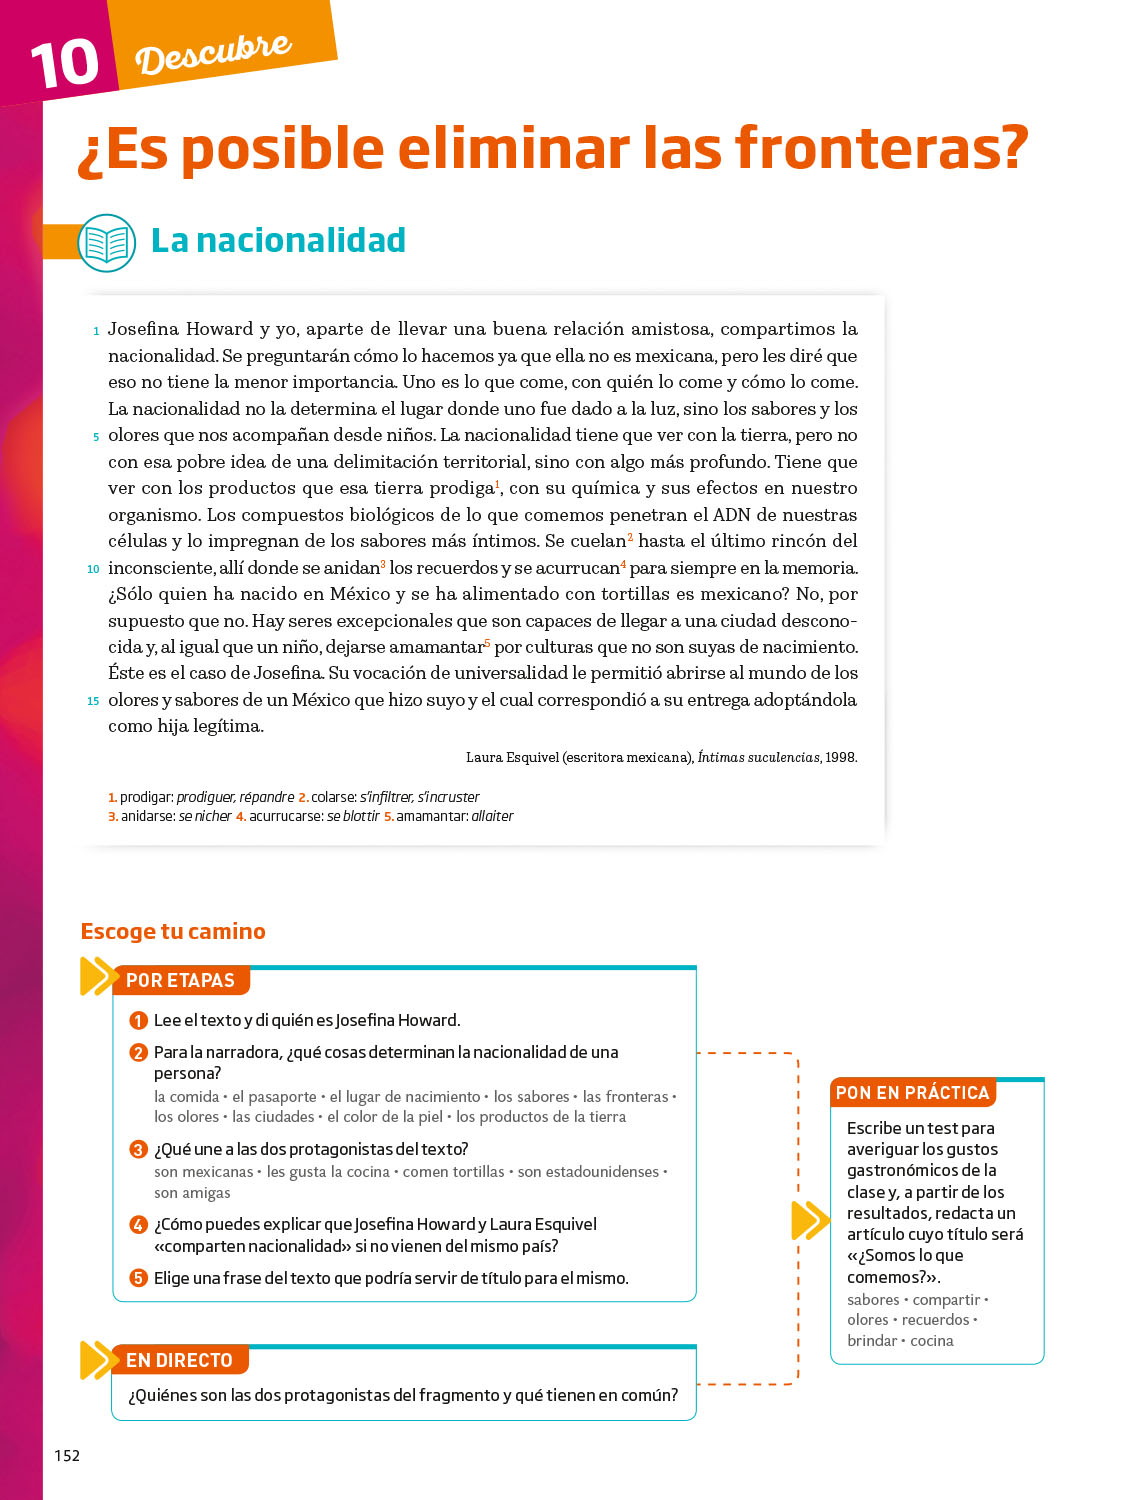 10 Descubre
¿Es posible eliminar las fronteras?
La nacionalidad
1 Josefina Howard y yo, aparte de llevar una buena relación amistosa, compartimos la
nacionalidad. Se preguntarán cómo lo hacemos ya que ella no es mexicana, pero les diré que
eso no tiene la menor importancia. Uno es lo que come, con quién lo come y cómo lo come.
La nacionalidad no la determina el lugar donde uno fue dado a la luz, sino los sabores y los
5 olores que nos acompañan desde niños. La nacionalidad tiene que ver con la tierra, pero no
con esa pobre idea de una delimitación territorial, sino con algo más profundo. Tiene que
ver con los productos que esa tierra prodiga1, con su química y sus efectos en nuestro
organismo. Los compuestos biológicos de lo que comemos penetran el ADN de nuestras
células y lo impregnan de los sabores más íntimos. Se cuelan2 hasta el último rincón del
10 inconsciente, allí donde se anidan3 los recuerdos y se acurrucan4 para siempre en la memoria.
¿Sólo quien ha nacido en México y se ha alimentado con tortillas es mexicano? No, por
supuesto que no. Hay seres excepcionales que son capaces de llegar a una ciudad descono-
cida y, al igual que un niño, dejarse amamantar5 por culturas que no son suyas de nacimiento.
Éste es el caso de Josefina. Su vocación de universalidad le permitió abrirse al mundo de los
15 olores y sabores de un México que hizo suyo y el cual correspondió a su entrega adoptándola
como hija legítima.
Laura Esquivel (escritora mexicana), Íntimas suculencias, 1998.
1. prodigar: prodiguer, répandre 2. colarse: s'infiltrer, s'incruster
3. anidarse: se nicher 4. acurrucarse: se blottir 5. amamantar: allaiter
Escoge tu camino
POR ETAPAS
1 Lee el texto y di quién es Josefina Howard.
2 Para la narradora, ¿qué cosas determinan la nacionalidad de una
persona?
la comida • el pasaporte • el lugar de nacimiento • los sabores • las fronteras •
los olores • las ciudades • el color de la piel • los productos de la tierra
3 ¿Qué une a las dos protagonistas del texto?
son mexicanas • les gusta la cocina • comen tortillas • son estadounidenses •
son amigas
4 ¿Cómo puedes explicar que Josefina Howard y Laura Esquivel
«comparten nacionalidad» si no vienen del mismo país?
5 Elige una frase del texto que podría servir de título para el mismo.
EN DIRECTO
¿Quiénes son las dos protagonistas del fragmento y qué tienen en común?
PON EN PRÁCTICA
Escribe un test para
averiguar los gustos
gastronómicos de la
clase y, a partir de los
resultados, redacta un
artículo cuyo título será
«¿Somos lo que
comemos?».
sabores • compartir •
olores • recuerdos •
brindar • cocina
152